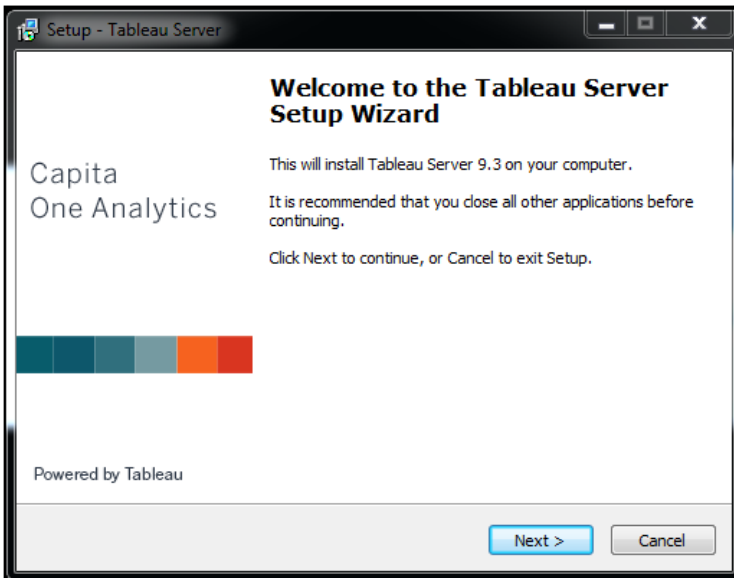 Setup - Tableau Server
Welcome to the Tableau Server
Setup Wizard
This will install Tableau Server 9.3 on your computer.
It is recommended that you close all other applications before
continuing.
Click Next to continue, or Cancel to exit Setup.
Capita
One Analytics
Powered by Tableau
Next >
Cancel